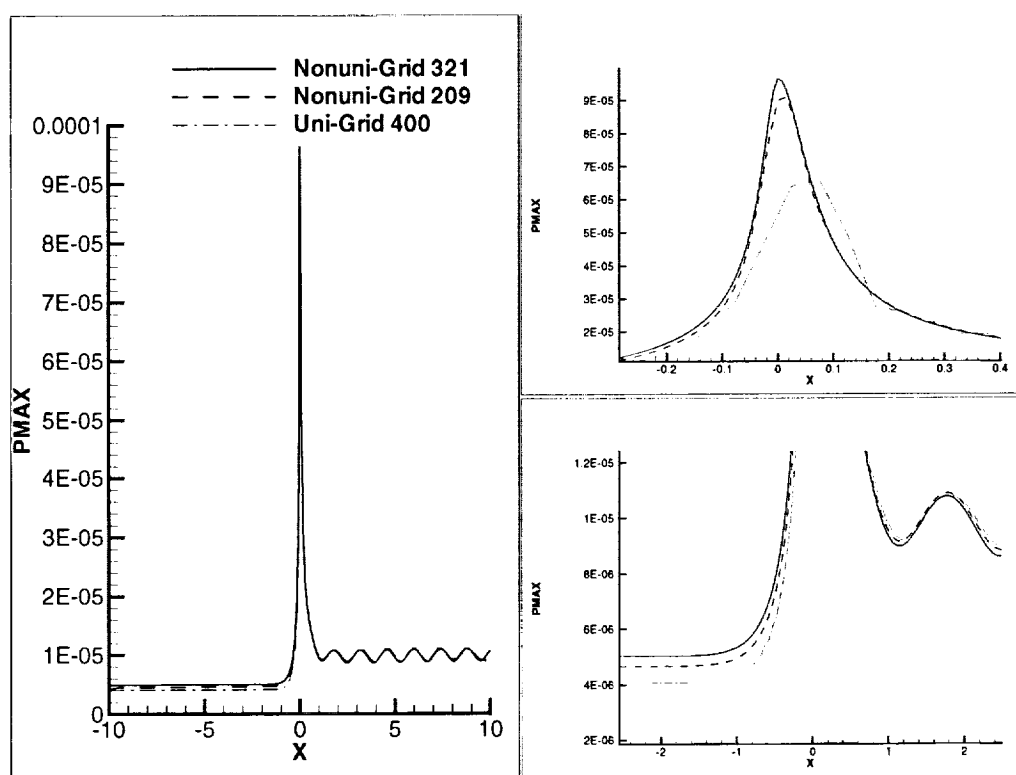 Nonuni-Grid 321
Nonuni-Grid 209
Uni-Grid 400
0.0001
9E-05
8E-05
7E-05
6E-05
5E-05
4E-05
3E-05
2E-05
1E-05
0
PMAX
-10
-5
0
5
10
X
9E-05
8E-05
7E-05
6E-05
5E-05
4E-05
3E-05
2E-05
PMAX
-0.2
-0.1
0
0.1
0.2
0.3
0.4
X
1.2E-05
1E-05
8E-06
6E-06
4E-06
2E-06
PMAX
-2
-1
0
1
2
X